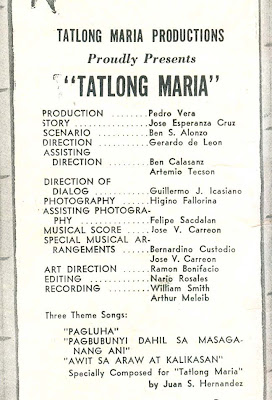 TATLONG MARIA PRODUCTIONS
Proudly Presents
"TATLONG MARIA"
PRODUCTION ........ Pedro Vera
STORY ............. Jose Esperanza Cruz
SCENARIO .......... Ben S. Alonzo
DIRECTION ......... Gerardo de Leon
ASSISTING
DIRECTION ...... Ben Calasanz
Artemio Tecson
DIRECTION OF
DIALOG ......... Guillermo J. Icasiano
PHOTOGRAPHY ...... Higino Fallorina
ASSISTING PHOTOGRA-
PHY ............ Felipe Sacdalan
MUSICAL SCORE .... Jose V. Carreon
SPECIAL MUSICAL AR-
RANGEMENTS ..... Bernardino Custodio
Jose V. Carreon
ART DIRECTION .... Ramon Bonifacio
EDITING ........... Nario Rosales
RECORDING ........ William Smith
Arthur Meleib
Three Theme Songs:
"PAGLUHA"
"PAGBUBUNYI DAHIL SA MASAGA-
NANG ANI"
"AWIT SA ARAW AT KALIKASAN"
Specially Composed for "Tatlong Maria"
by Juan S. Hernandez